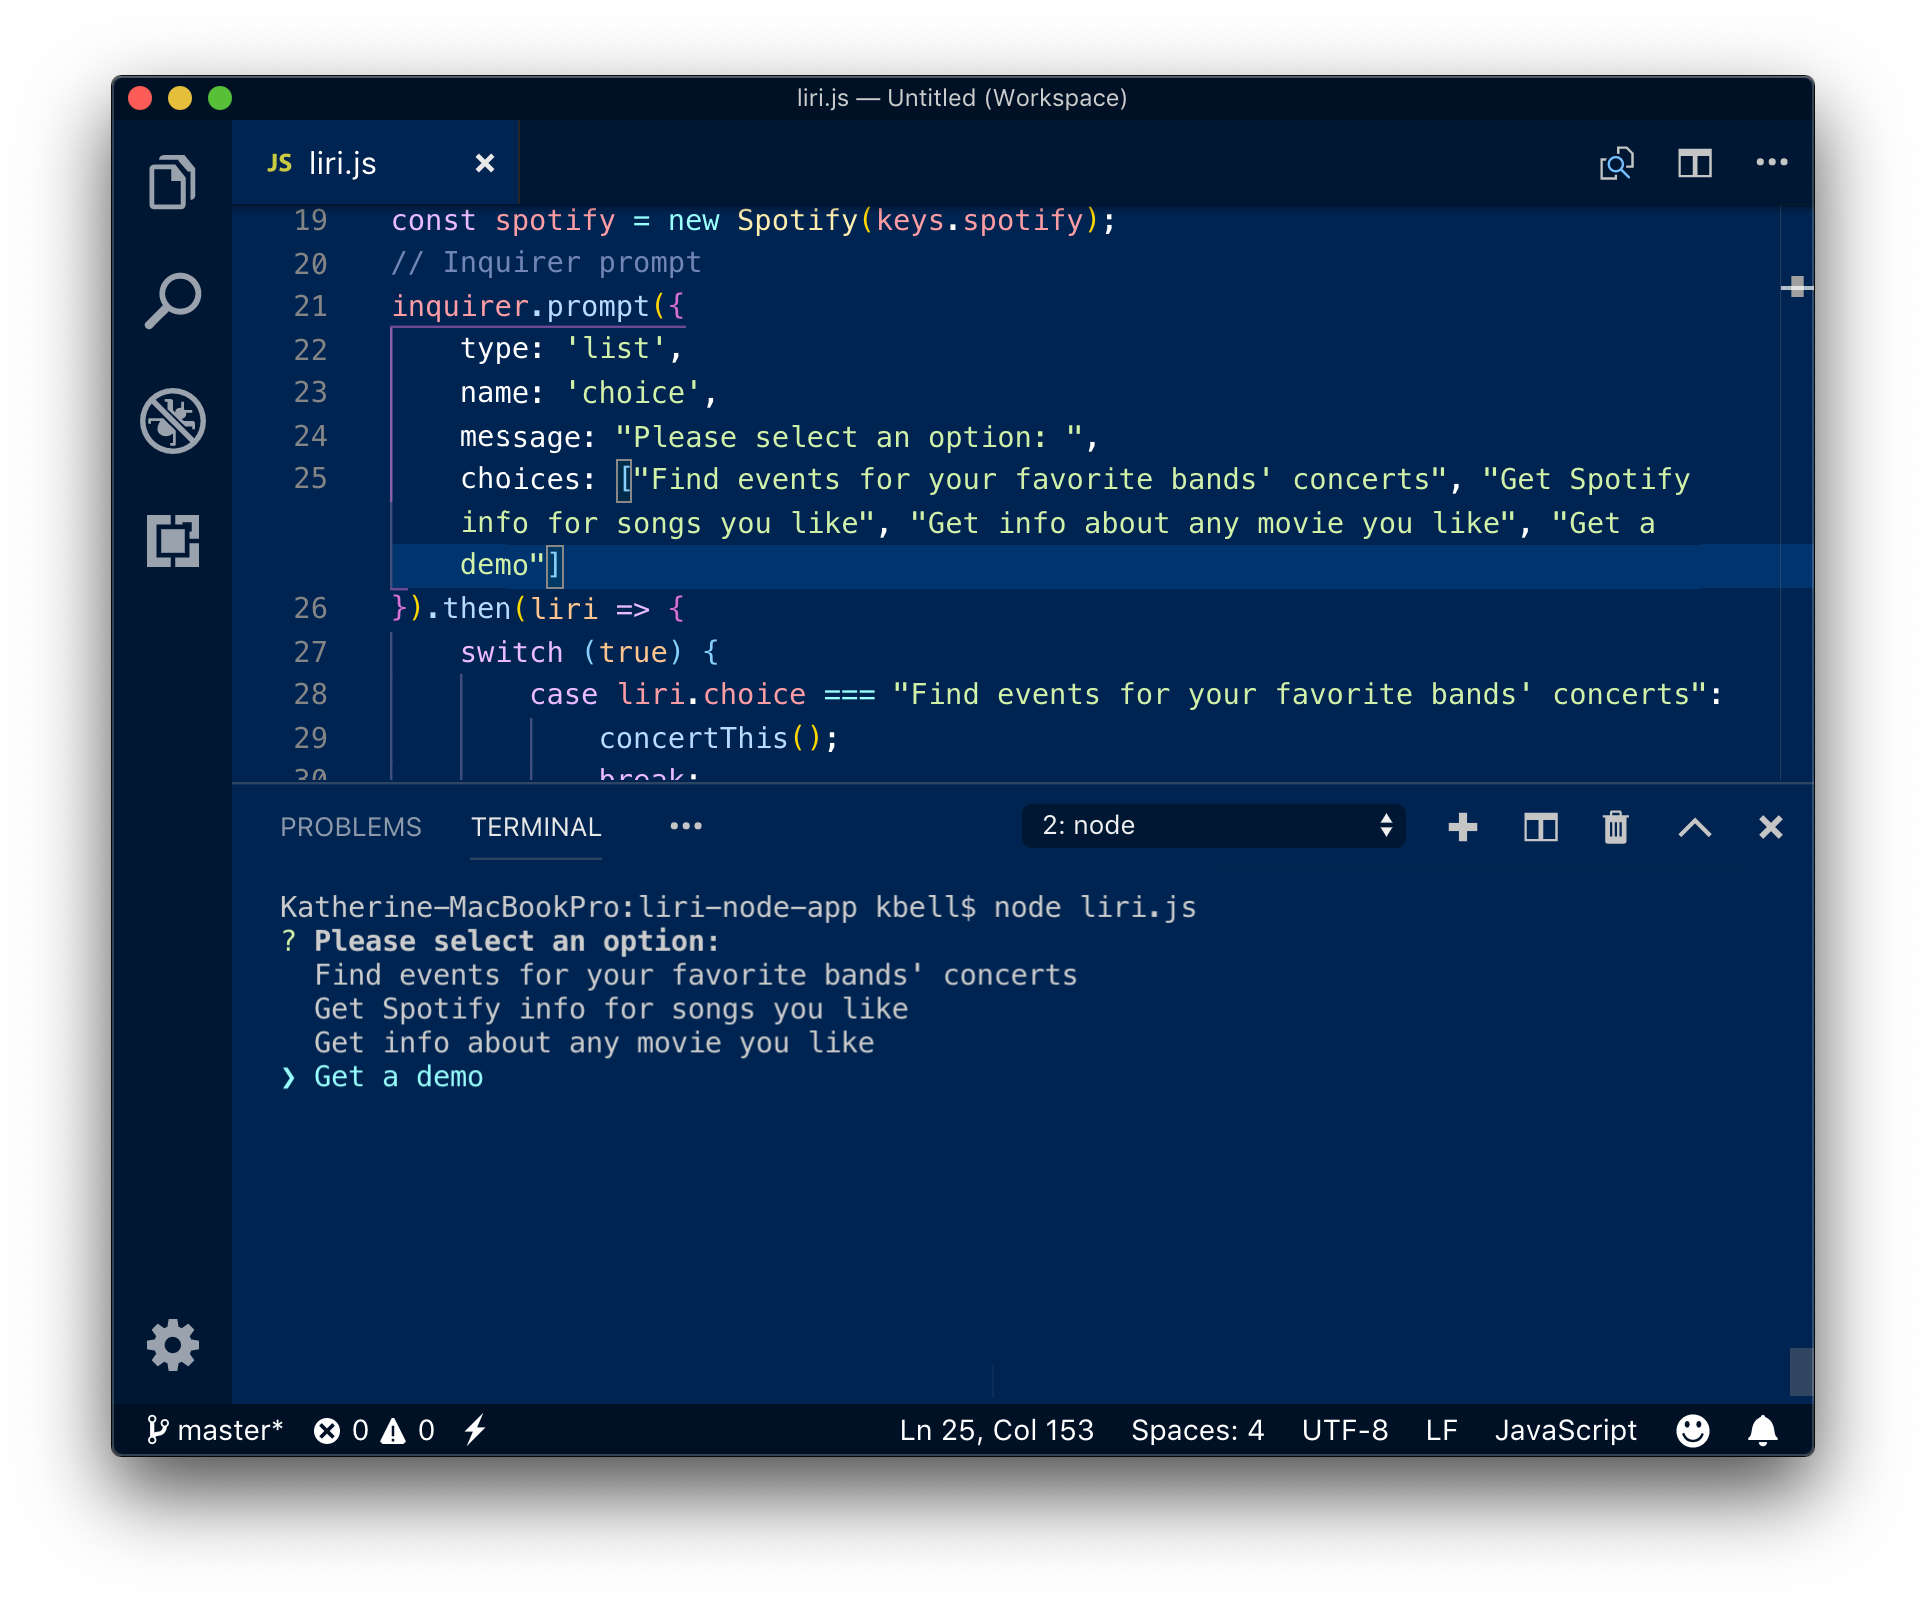 liri.js — Untitled (Workspace)
JS liri.js
19 const spotify = new Spotify(keys.spotify);
20 // Inquirer prompt
21 inquirer.prompt({
22 type: 'list',
23 name: 'choice',
24 message: "Please select an option: ",
25 choices: ["Find events for your favorite bands' concerts", "Get Spotify
info for songs you like", "Get info about any movie you like", "Get a
demo"]
26 }).then(liri => {
27 switch (true) {
28 case liri.choice === "Find events for your favorite bands' concerts":
29 concertThis();
30 break;
PROBLEMS TERMINAL 2: node
Katherine-MacBookPro:liri-node-app kbell$ node liri.js
? Please select an option:
Find events for your favorite bands' concerts
Get Spotify info for songs you like
Get info about any movie you like
❯ Get a demo
master* 0 0 Ln 25, Col 153 Spaces: 4 UTF-8 LF JavaScript